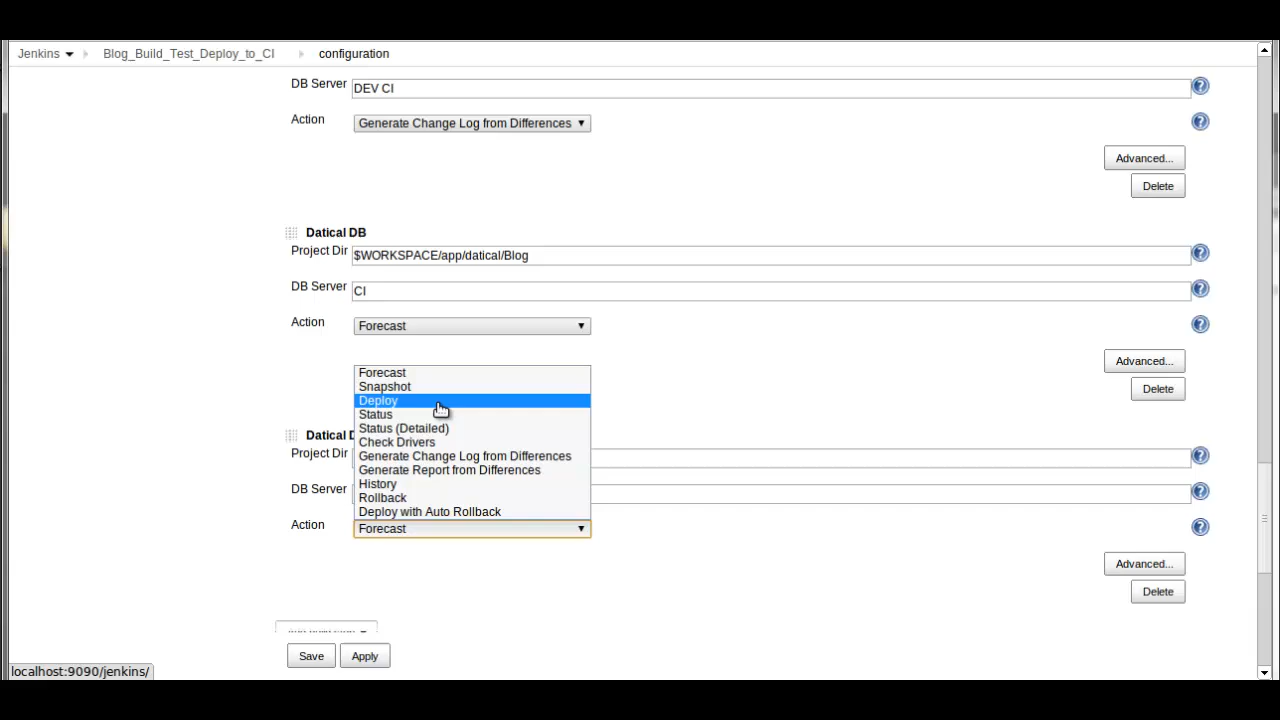 Jenkins Blog_Build_Test_Deploy_to_CI configuration
DB Server DEV CI
Action Generate Change Log from Differences
Advanced...
Delete
Datical DB
Project Dir $WORKSPACE/app/datical/Blog
DB Server CI
Action Forecast
Advanced...
Delete
Forecast
Snapshot
Deploy
Status
Status (Detailed)
Check Drivers
Generate Change Log from Differences
Generate Report from Differences
History
Rollback
Deploy with Auto Rollback
Datical
Project Dir
DB Server
Action Forecast
Advanced...
Delete
Save Apply
localhost:9090/jenkins/